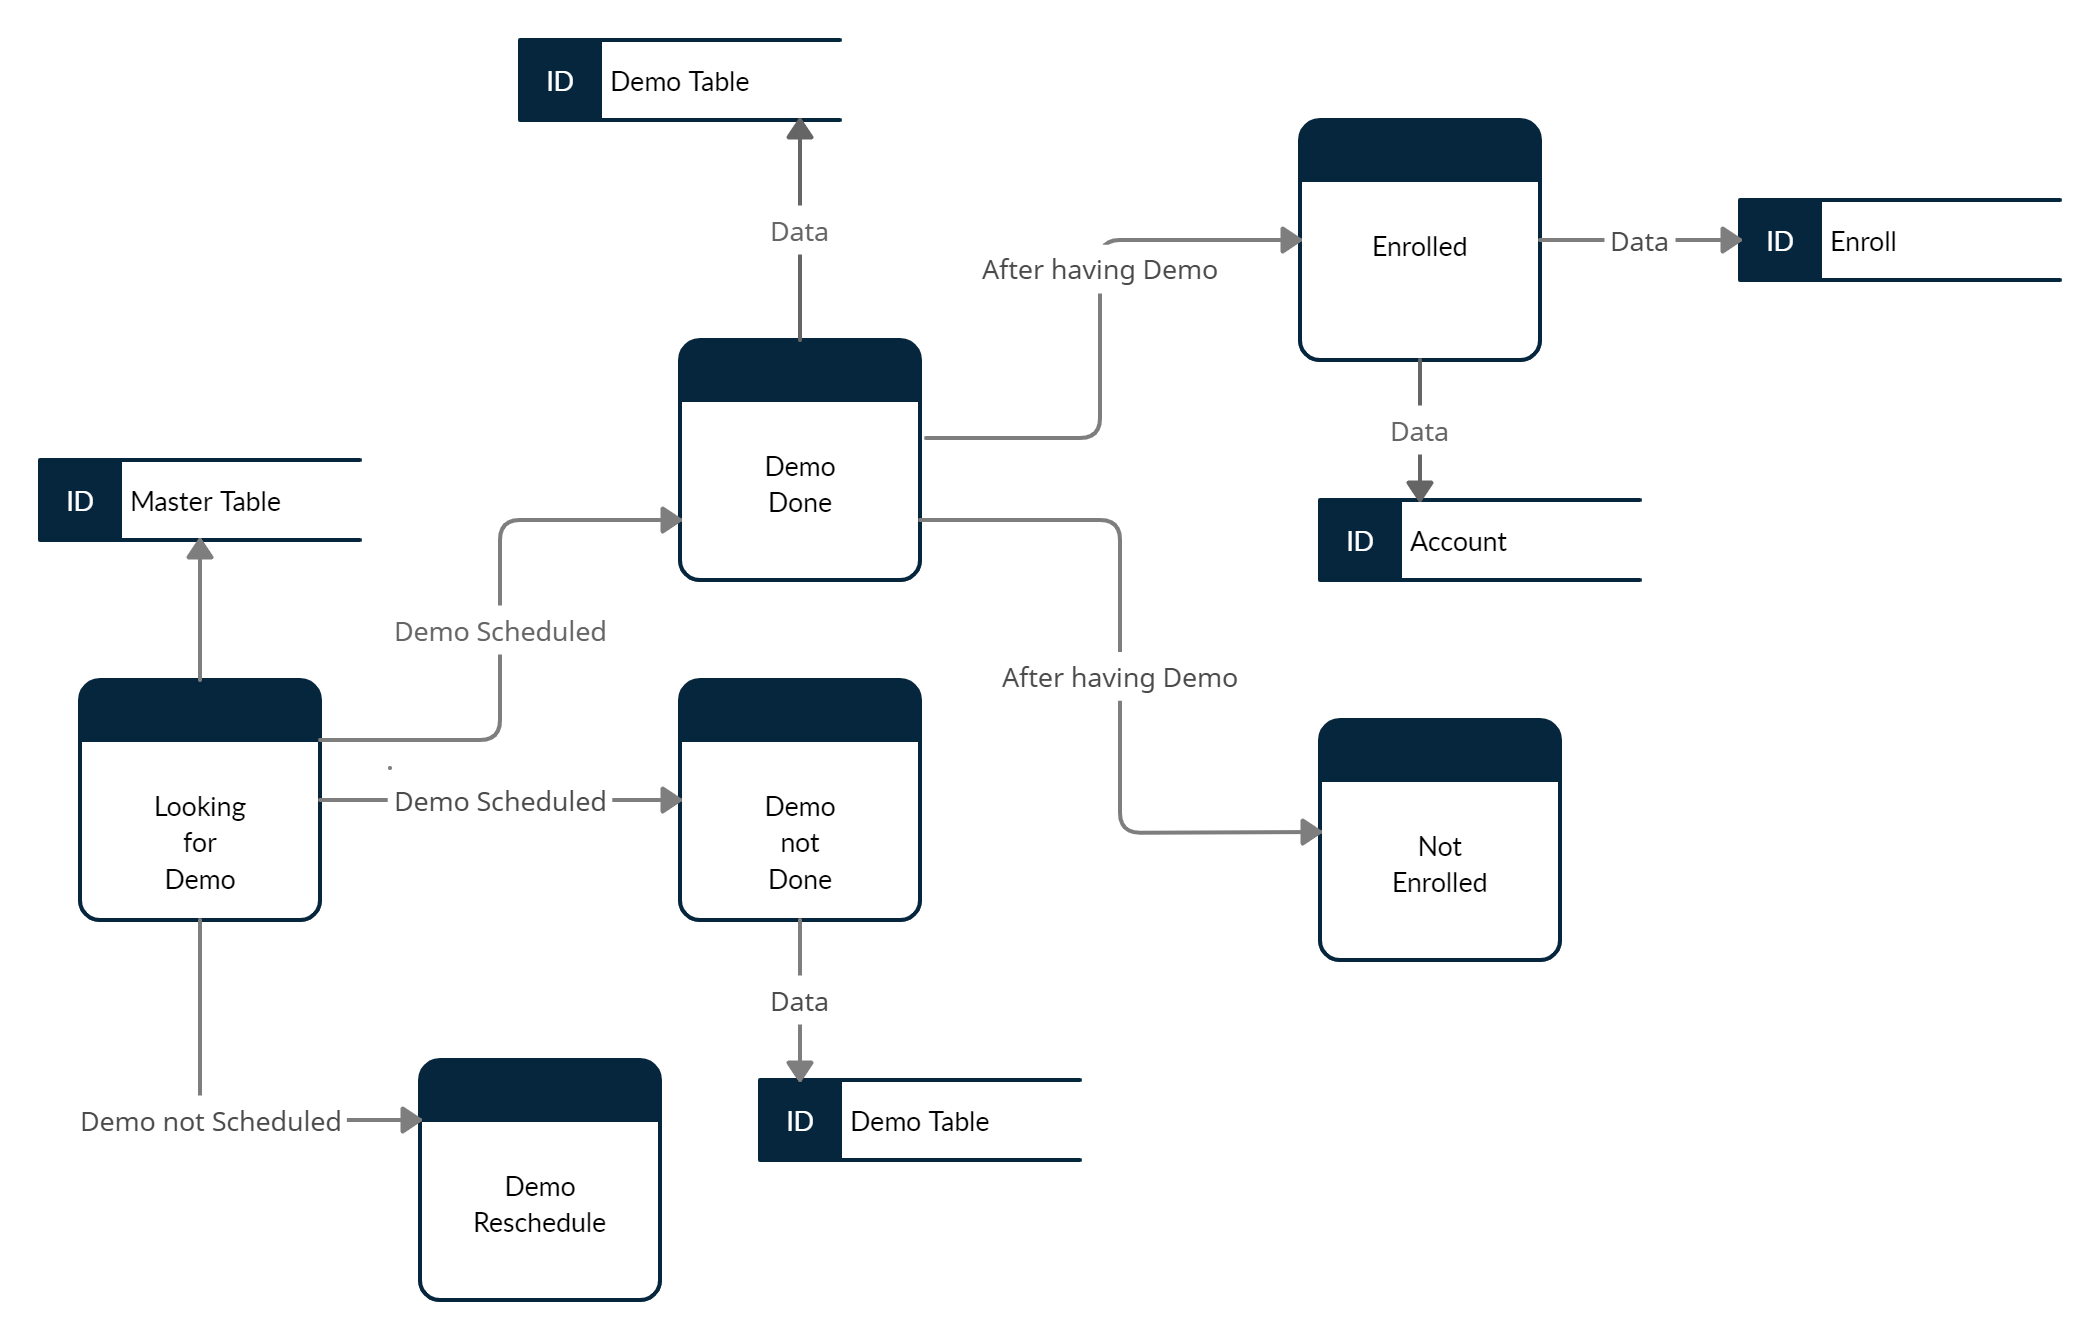 ID Demo Table
Data
After having Demo
Enrolled
Data
ID Enroll
Data
ID Account
Demo
Done
ID Master Table
Demo Scheduled
After having Demo
Looking
for
Demo
Demo Scheduled
Demo
not
Done
Not
Enrolled
Data
Demo not Scheduled
ID Demo Table
Demo
Reschedule